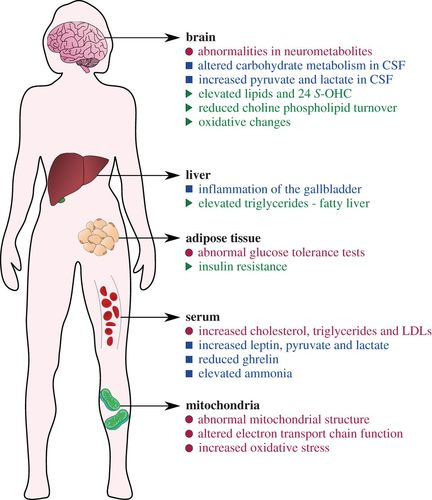 brain
abnormalities in neurometabolites
altered carbohydrate metabolism in CSF
increased pyruvate and lactate in CSF
elevated lipids and 24 S-OHC
reduced choline phospholipid turnover
oxidative changes
liver
inflammation of the gallbladder
elevated triglycerides - fatty liver
adipose tissue
abnormal glucose tolerance tests
insulin resistance
serum
increased cholesterol, triglycerides and LDLs
increased leptin, pyruvate and lactate
reduced ghrelin
elevated ammonia
mitochondria
abnormal mitochondrial structure
altered electron transport chain function
increased oxidative stress